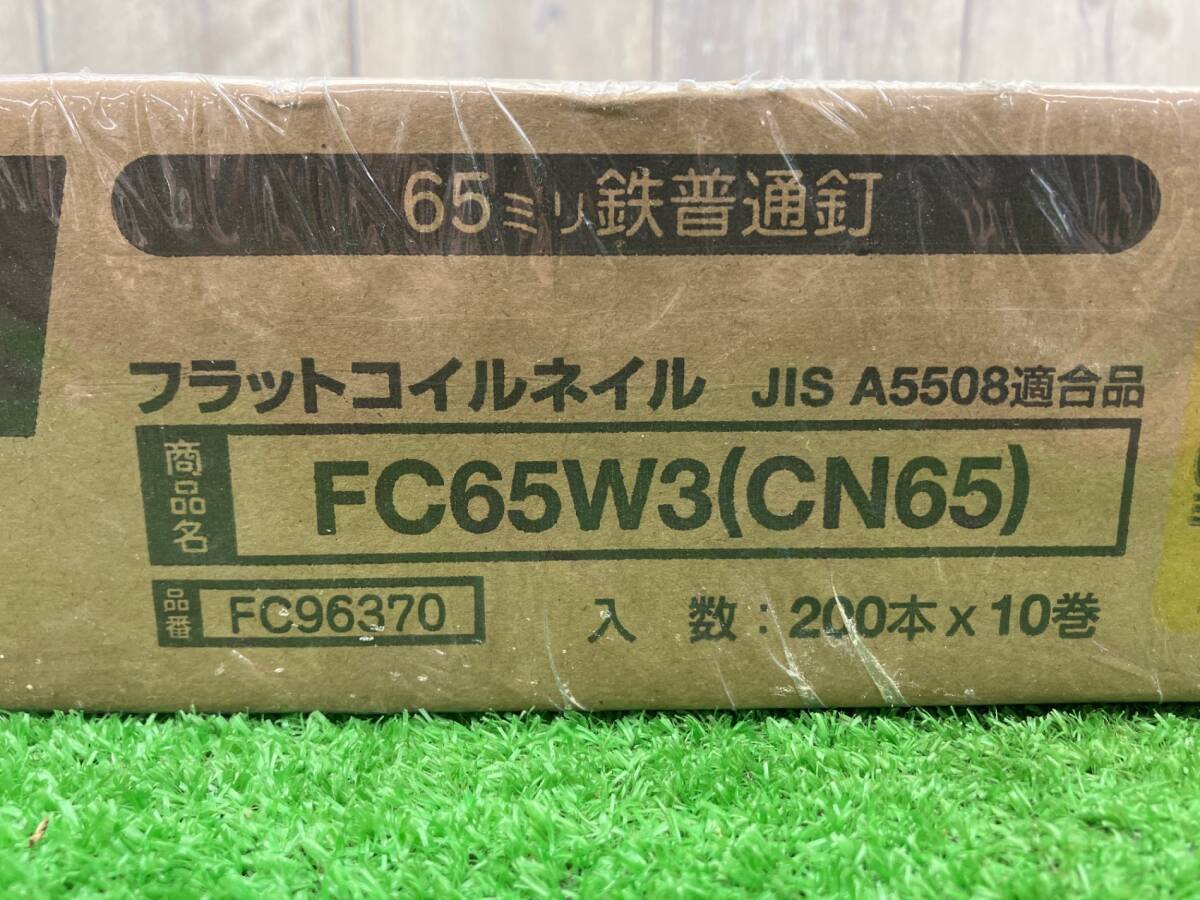 65ミリ鉄普通釘
フラットコイルネイル JIS A5508適合品
商品名 FC65W3(CN65)
品番 FC96370 入 数：200本x10巻